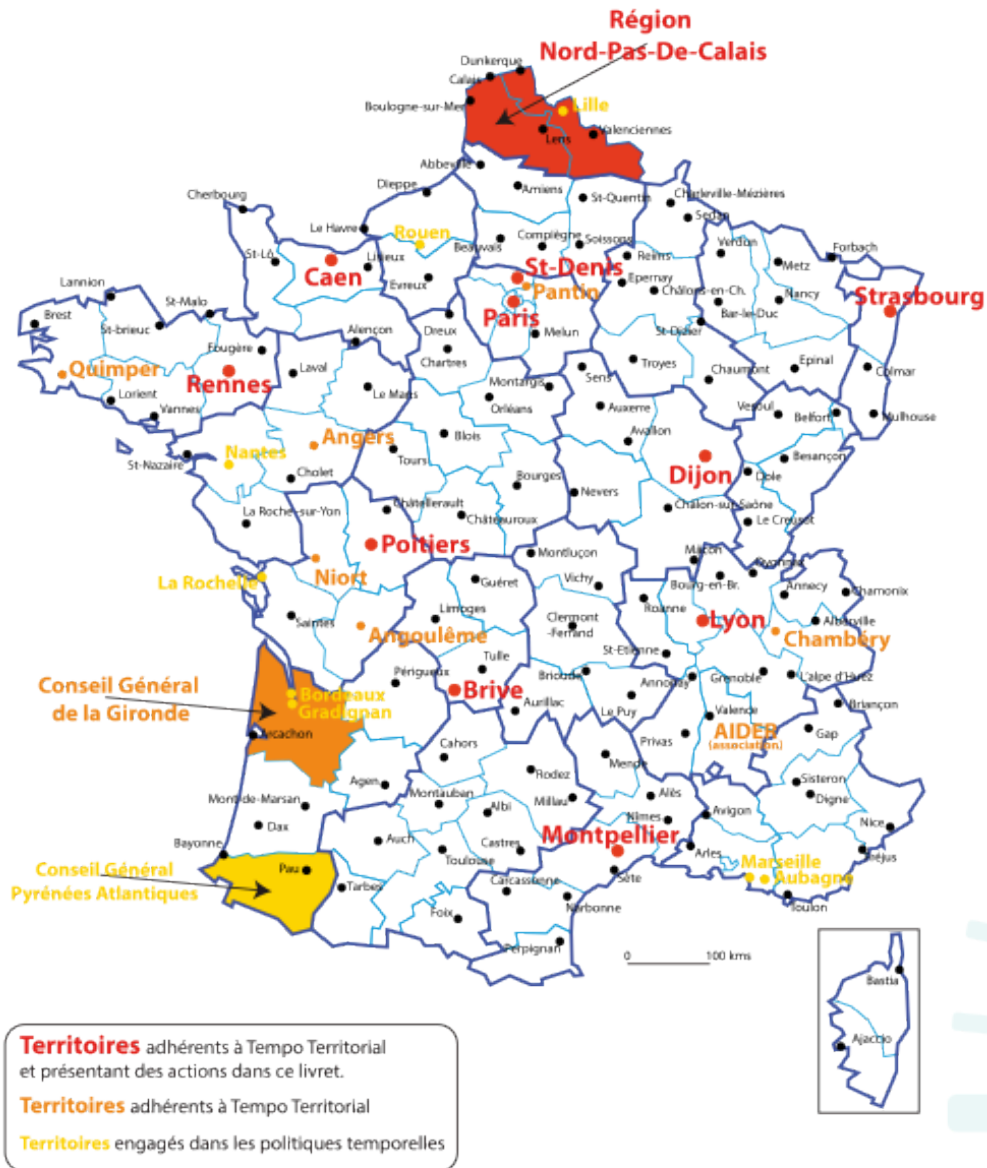 Région
Nord-Pas-De-Calais
Dunkerque
Calais
Boulogne-sur-Mer
Lille
Lens
Valenciennes
Abbeville
Dieppe
Amiens
St-Quentin
Charleville-Mézières
Sedan
Cherbourg
Le Havre
Rouen
Beauvais
Compiègne
Soissons
Reims
Verdon
Forbach
St-Lô
Caen
Lisieux
Evreux
St-Denis
Pantin
Paris
Epernay
Châlons-en-Ch.
Metz
Nancy
Strasbourg
Lannion
St-Malo
Brest
St-brieuc
Alençon
Dreux
Melun
St-Dizier
Bar-le-Duc
Fougère
Chartres
Quimper
Rennes
Laval
Le Mans
Montargis
Orléans
Sens
Troyes
Chaumont
Epinal
Colmar
Lorient
Vannes
Auxerre
Vesoul
Belfort
Mulhouse
Nantes
Angers
Blois
Avallon
St-Nazaire
Cholet
Tours
Bourges
Dijon
Besançon
Dole
Nevers
La Roche-sur-Yon
Châtellerault
Châteauroux
Châlon-sur-Saône
Le Creusot
Poitiers
Montluçon
Mâcon
Oyonnax
La Rochelle
Niort
Guéret
Vichy
Bourg-en-Br.
Annecy
Chamonix
Saintes
Angoulême
Limoges
Clermont
-Ferrand
Roanne
Lyon
Alberville
Chambéry
Périgueux
Tulle
St-Etienne
Conseil Général
de la Gironde
Bordeaux
Gradignan
Brive
Brioude
Annonay
Grenoble
L'alpe d'Huez
Aurillac
Le Puy
Valence
Briançon
Arcachon
Cahors
Privas
AIDER
(association)
Gap
Agen
Rodez
Mende
Sisteron
Mont-de-Marsan
Montauban
Albi
Millau
Alès
Digne
Dax
Nimes
Avigon
Nice
Bayonne
Auch
Castres
Montpellier
Arles
Fréjus
Toulouse
Conseil Général
Pyrénées Atlantiques
Pau
Tarbes
Carcassenne
Sète
Marseille
Aubagne
Toulon
Foix
Narbonne
Perpignan
0 100 kms
Bastia
Ajaccio
Territoires adhérents à Tempo Territorial
et présentant des actions dans ce livret.
Territoires adhérents à Tempo Territorial
Territoires engagés dans les politiques temporelles